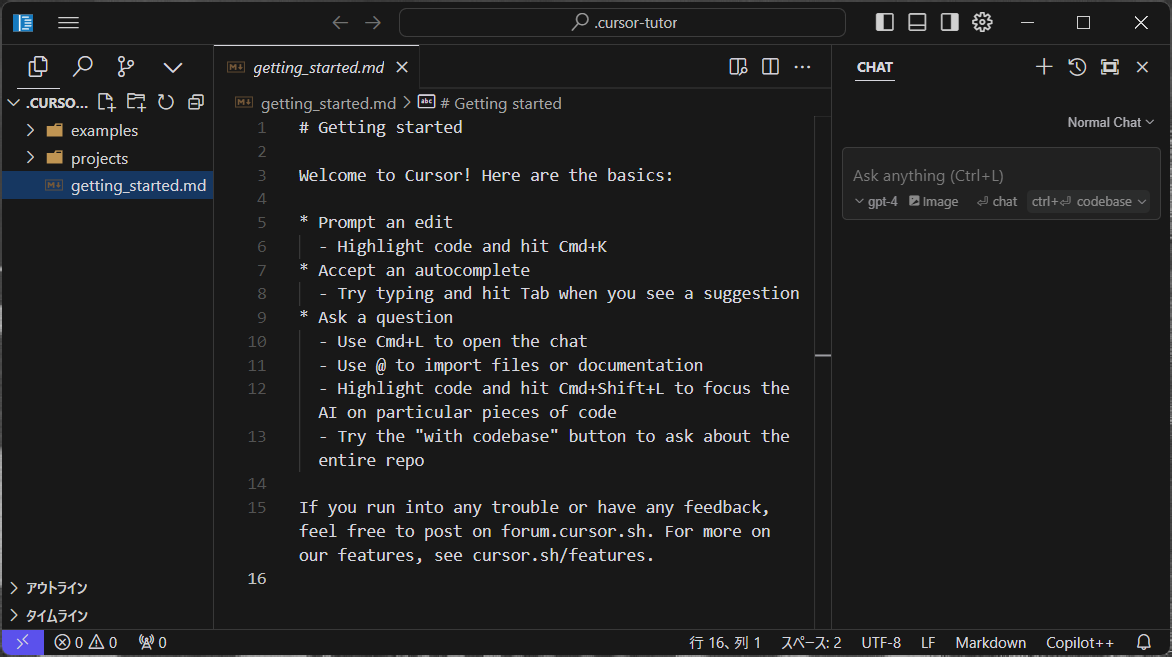 .cursor-tutor
.CURSO...
examples
projects
getting_started.md
アウトライン
タイムライン
getting_started.md
getting_started.md > # Getting started
1 # Getting started
2
3 Welcome to Cursor! Here are the basics:
4
5 * Prompt an edit
6 - Highlight code and hit Cmd+K
7 * Accept an autocomplete
8 - Try typing and hit Tab when you see a suggestion
9 * Ask a question
10 - Use Cmd+L to open the chat
11 - Use @ to import files or documentation
12 - Highlight code and hit Cmd+Shift+L to focus the
AI on particular pieces of code
13 - Try the "with codebase" button to ask about the
entire repo
14
15 If you run into any trouble or have any feedback,
feel free to post on forum.cursor.sh. For more on
our features, see cursor.sh/features.
16
CHAT
Normal Chat
Ask anything (Ctrl+L)
gpt-4 Image ⏎ chat ctrl+⏎ codebase
0 0 0 行 16、列 1 スペース: 2 UTF-8 LF Markdown Copilot++